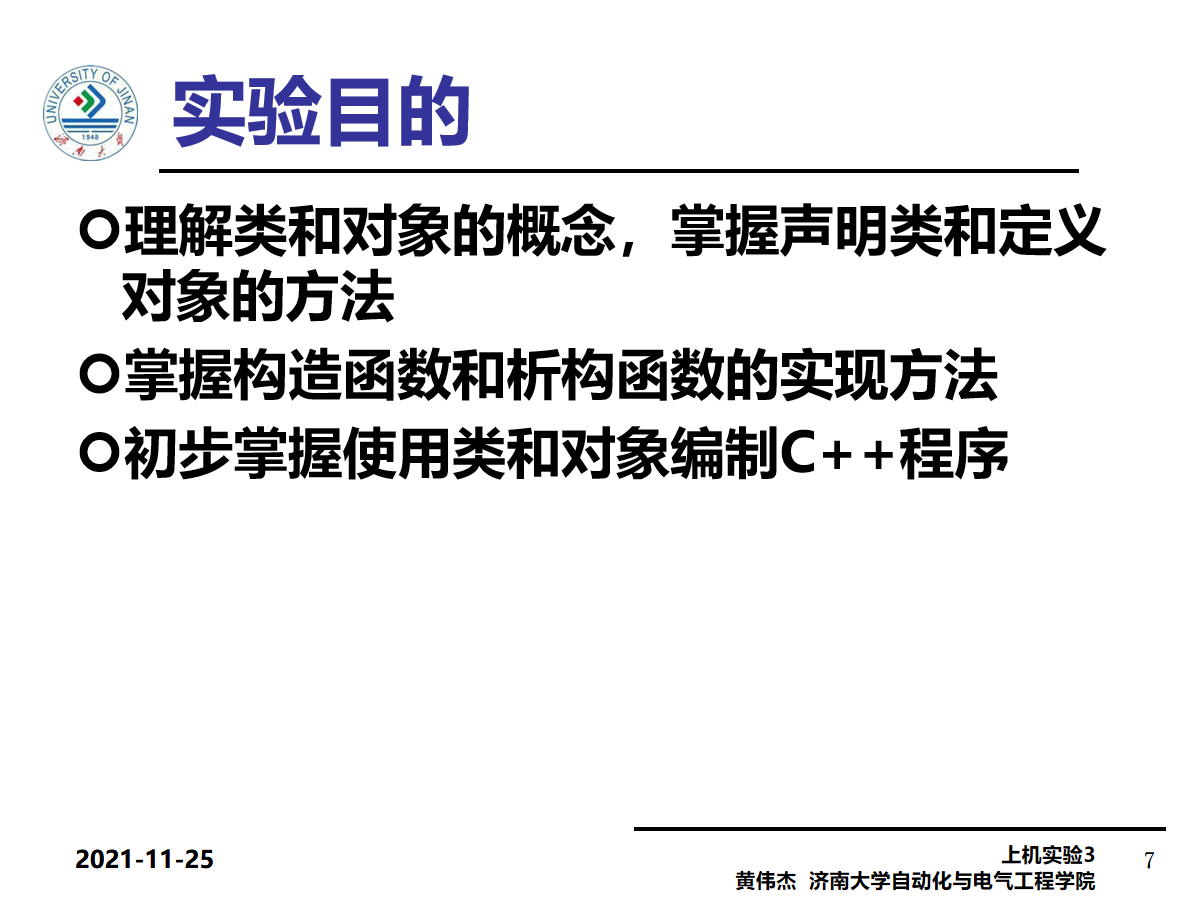 UNIVERSITY OF JINAN
1948
济南大学
实验目的
理解类和对象的概念，掌握声明类和定义
对象的方法
掌握构造函数和析构函数的实现方法
初步掌握使用类和对象编制C++程序
2021-11-25
上机实验3
7
黄伟杰 济南大学自动化与电气工程学院